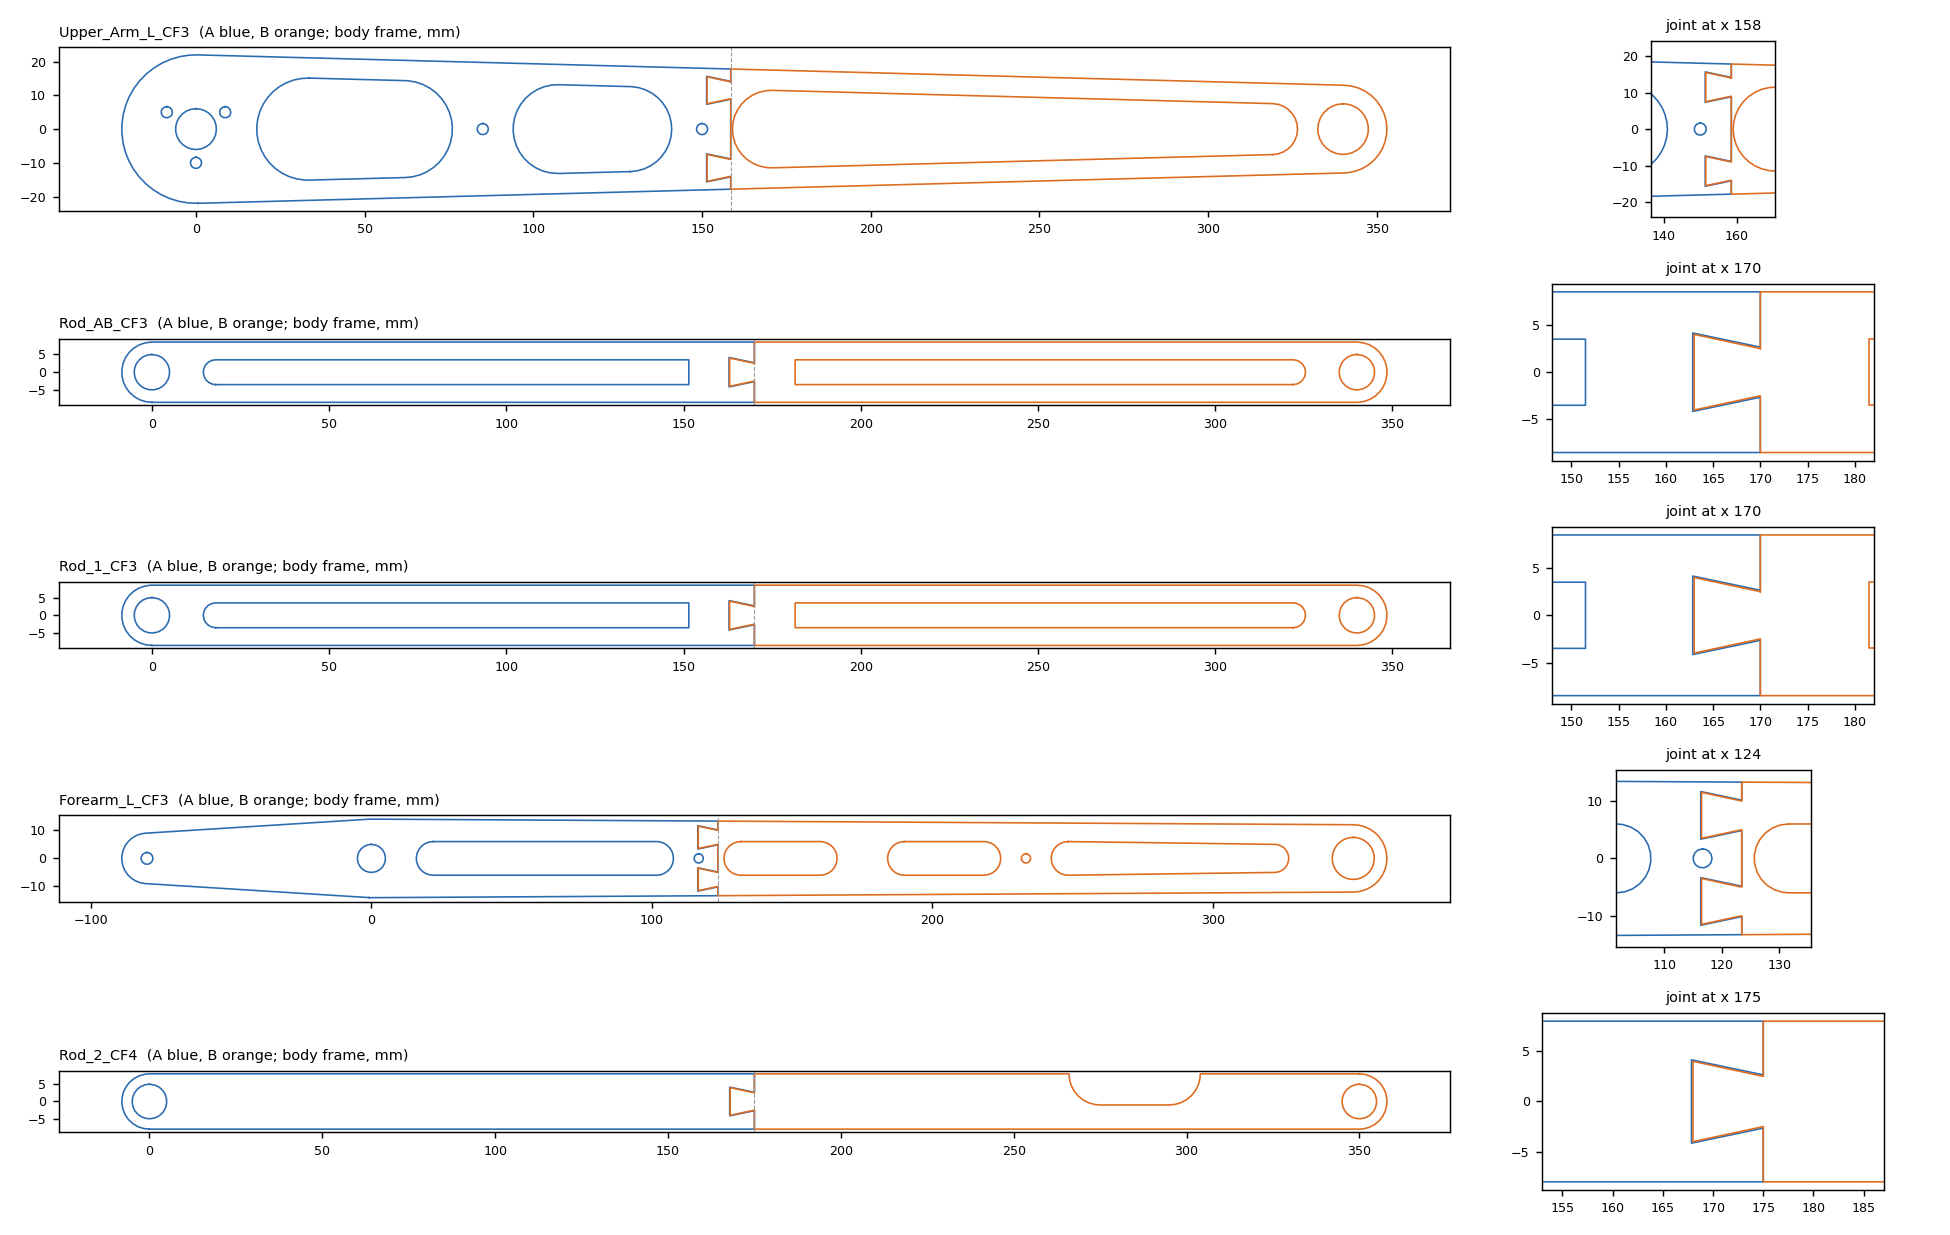 Upper_Arm_L_CF3 (A blue, B orange; body frame, mm)
20
10
0
−10
−20
0 50 100 150 200 250 300 350
joint at x 158
20
10
0
−10
−20
140 160
Rod_AB_CF3 (A blue, B orange; body frame, mm)
5
0
−5
0 50 100 150 200 250 300 350
joint at x 170
5
0
−5
150 155 160 165 170 175 180
Rod_1_CF3 (A blue, B orange; body frame, mm)
5
0
−5
0 50 100 150 200 250 300 350
joint at x 170
5
0
−5
150 155 160 165 170 175 180
Forearm_L_CF3 (A blue, B orange; body frame, mm)
10
0
−10
−100 0 100 200 300
joint at x 124
10
0
−10
110 120 130
Rod_2_CF4 (A blue, B orange; body frame, mm)
5
0
−5
0 50 100 150 200 250 300 350
joint at x 175
5
0
−5
155 160 165 170 175 180 185